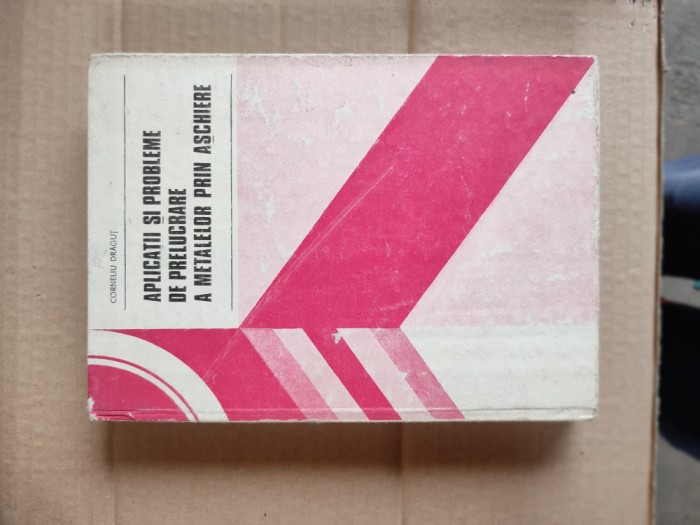 CORNELIU DRĂGUȚ
APLICAȚII ȘI PROBLEME
DE PRELUCRARE
A METALELOR PRIN AȘCHIERE